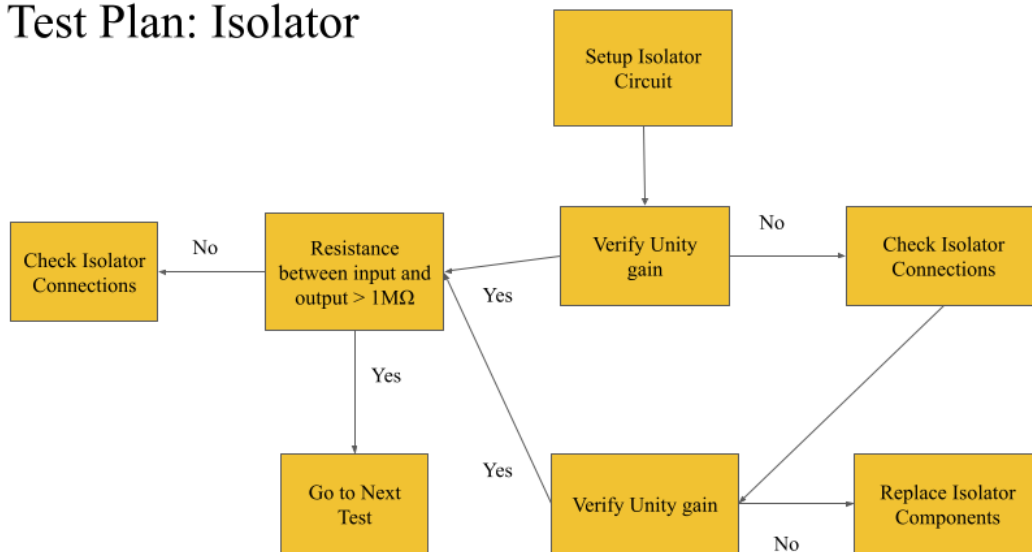 Test Plan: Isolator
Setup Isolator
Circuit
Verify Unity
gain
No
Check Isolator
Connections
Yes
Resistance
between input and
output > 1MΩ
No
Check Isolator
Connections
Yes
Go to Next
Test
Yes
Verify Unity gain
No
Replace Isolator
Components